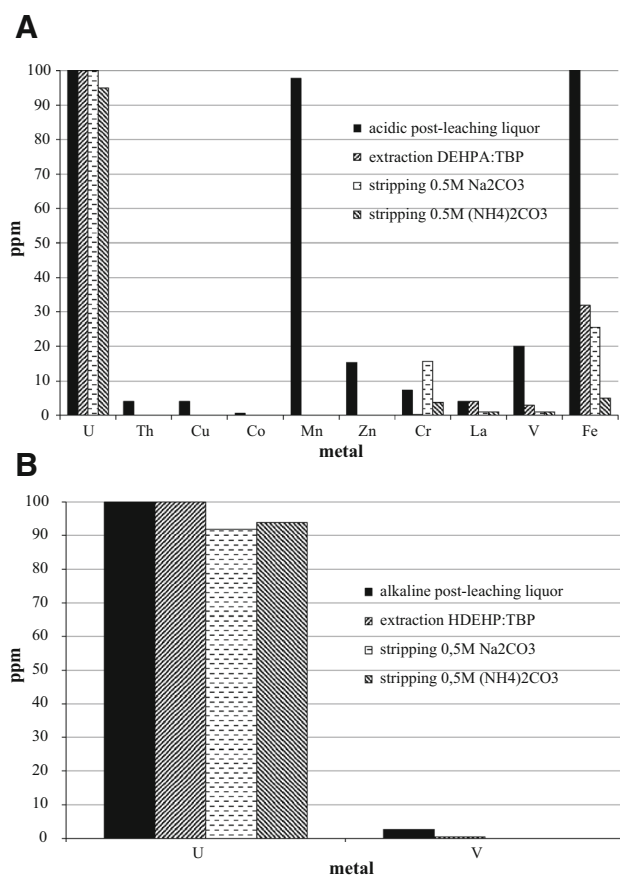 A
100
90
80
70
60
50
40
30
20
10
0
ppm
■ acidic post-leaching liquor
extraction DEHPA:TBP
stripping 0.5M Na2CO3
stripping 0.5M (NH4)2CO3
U Th Cu Co Mn Zn Cr La V Fe
metal
B
100
90
80
70
60
50
40
30
20
10
0
ppm
■ alkaline post-leaching liquor
extraction HDEHP:TBP
stripping 0,5M Na2CO3
stripping 0,5M (NH4)2CO3
U V
metal